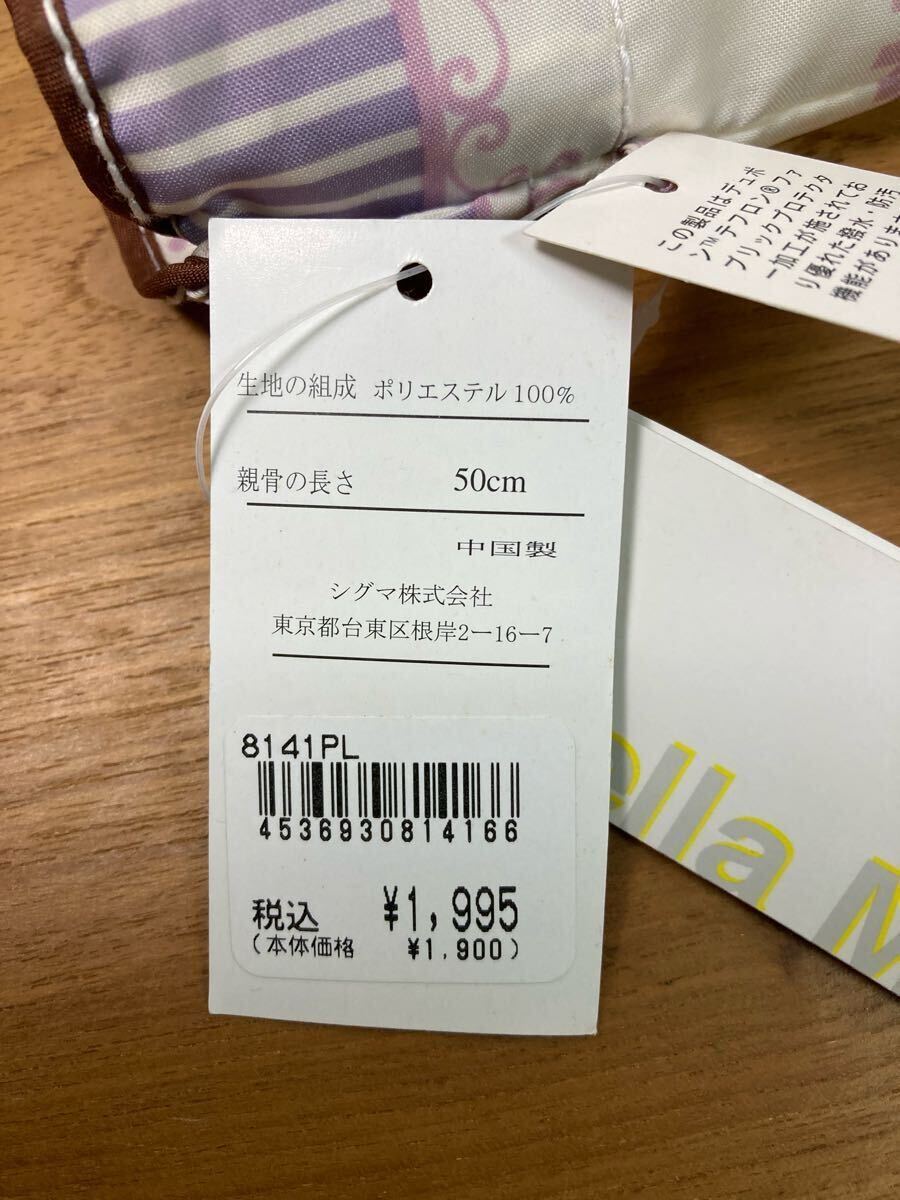 生地の組成 ポリエステル100%
親骨の長さ 50cm
中国製
シグマ株式会社
東京都台東区根岸2ー16ー7
8141PL
4536930814166
税込 ¥1,995
(本体価格 ¥1,900)
この製品はデュポ
ン™テフロン®ファ
ブリックプロテクタ
ー加工が施されてお
り優れた撥水・防汚
機能がありま
ella M